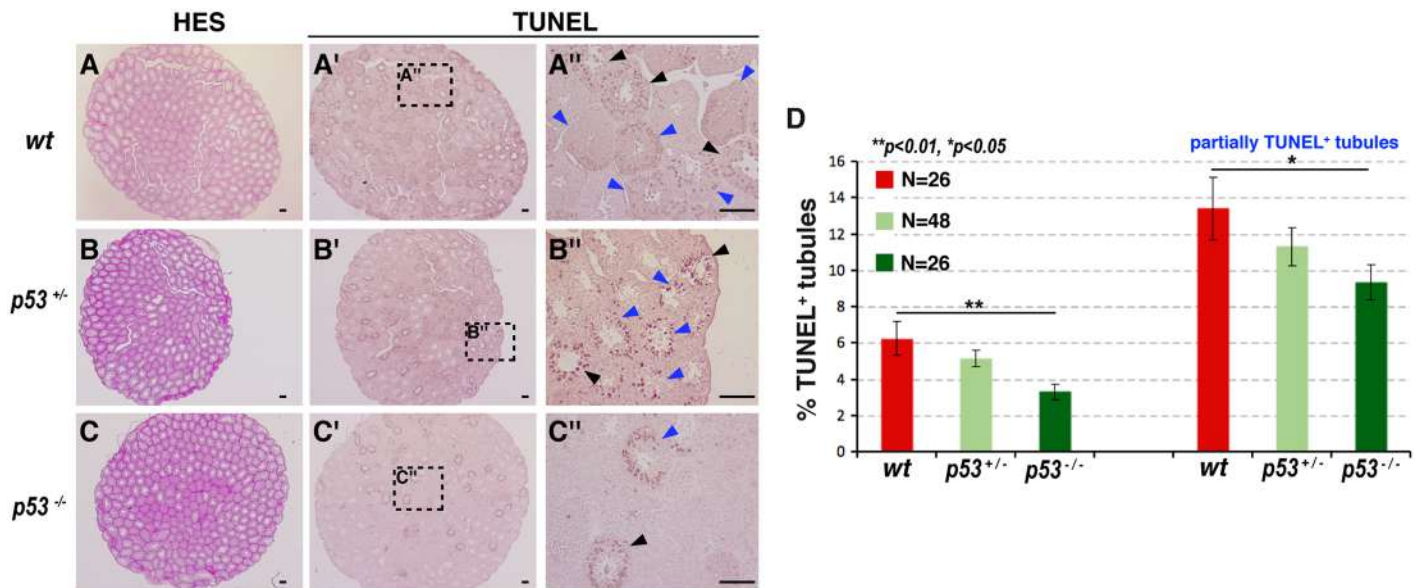 HES TUNEL
A A' A'' A''
wt
B B' B'' B''
p53 +/-
C C' C'' C''
p53 -/-
D
**p<0.01, *p<0.05
partially TUNEL+ tubules
% TUNEL+ tubules
16
14
12
10
8
6
4
2
0
N=26
N=48
N=26
**
*
wt p53+/- p53-/- wt p53+/- p53-/-